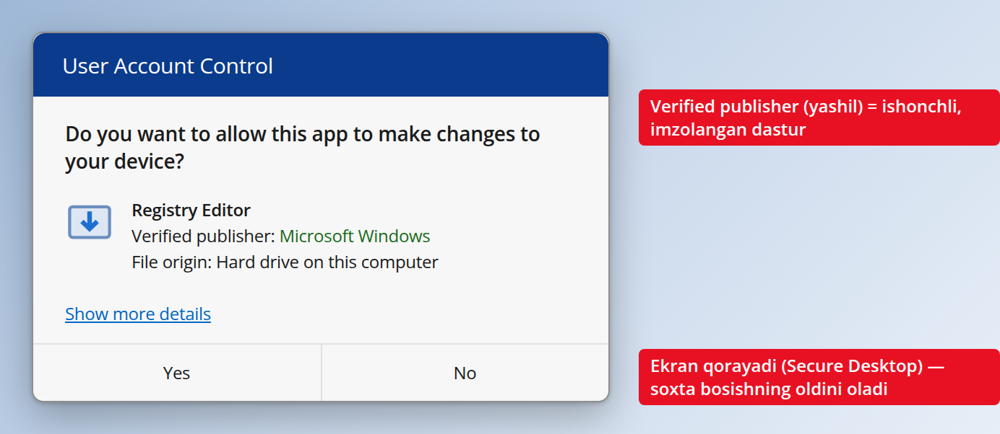 User Account Control
Do you want to allow this app to make changes to
your device?
Registry Editor
Verified publisher: Microsoft Windows
File origin: Hard drive on this computer
Show more details
Yes
No
Verified publisher (yashil) = ishonchli,
imzolangan dastur
Ekran qorayadi (Secure Desktop) —
soxta bosishning oldini oladi